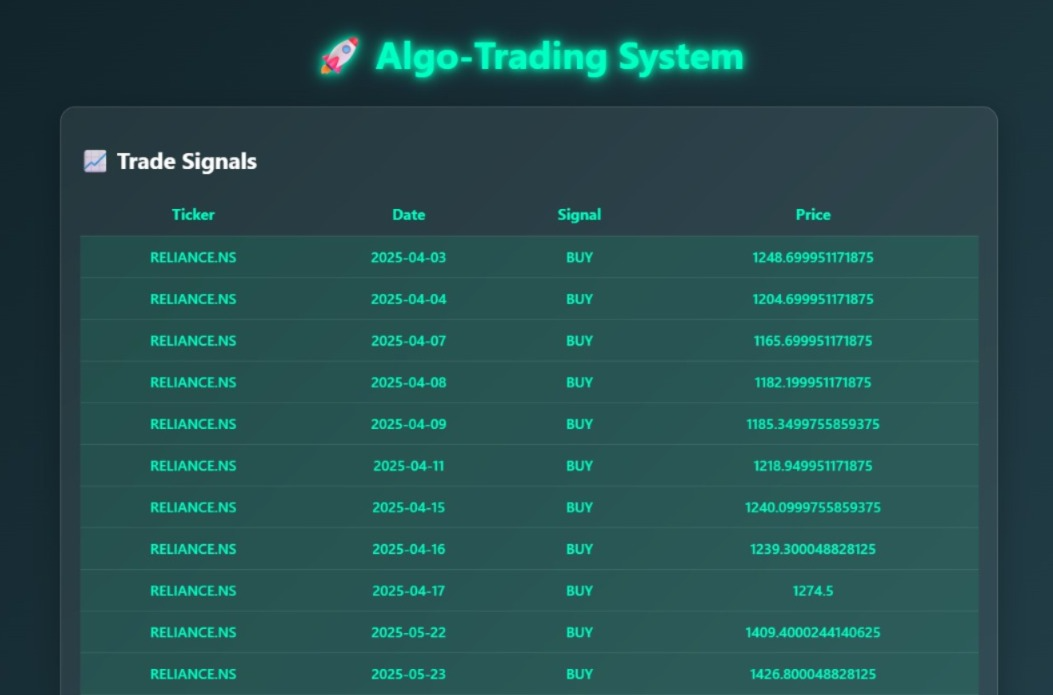 🚀 Algo-Trading System
📈 Trade Signals
Ticker Date Signal Price
RELIANCE.NS 2025-04-03 BUY 1248.699951171875
RELIANCE.NS 2025-04-04 BUY 1204.699951171875
RELIANCE.NS 2025-04-07 BUY 1165.699951171875
RELIANCE.NS 2025-04-08 BUY 1182.199951171875
RELIANCE.NS 2025-04-09 BUY 1185.3499755859375
RELIANCE.NS 2025-04-11 BUY 1218.949951171875
RELIANCE.NS 2025-04-15 BUY 1240.0999755859375
RELIANCE.NS 2025-04-16 BUY 1239.300048828125
RELIANCE.NS 2025-04-17 BUY 1274.5
RELIANCE.NS 2025-05-22 BUY 1409.4000244140625
RELIANCE.NS 2025-05-23 BUY 1426.800048828125